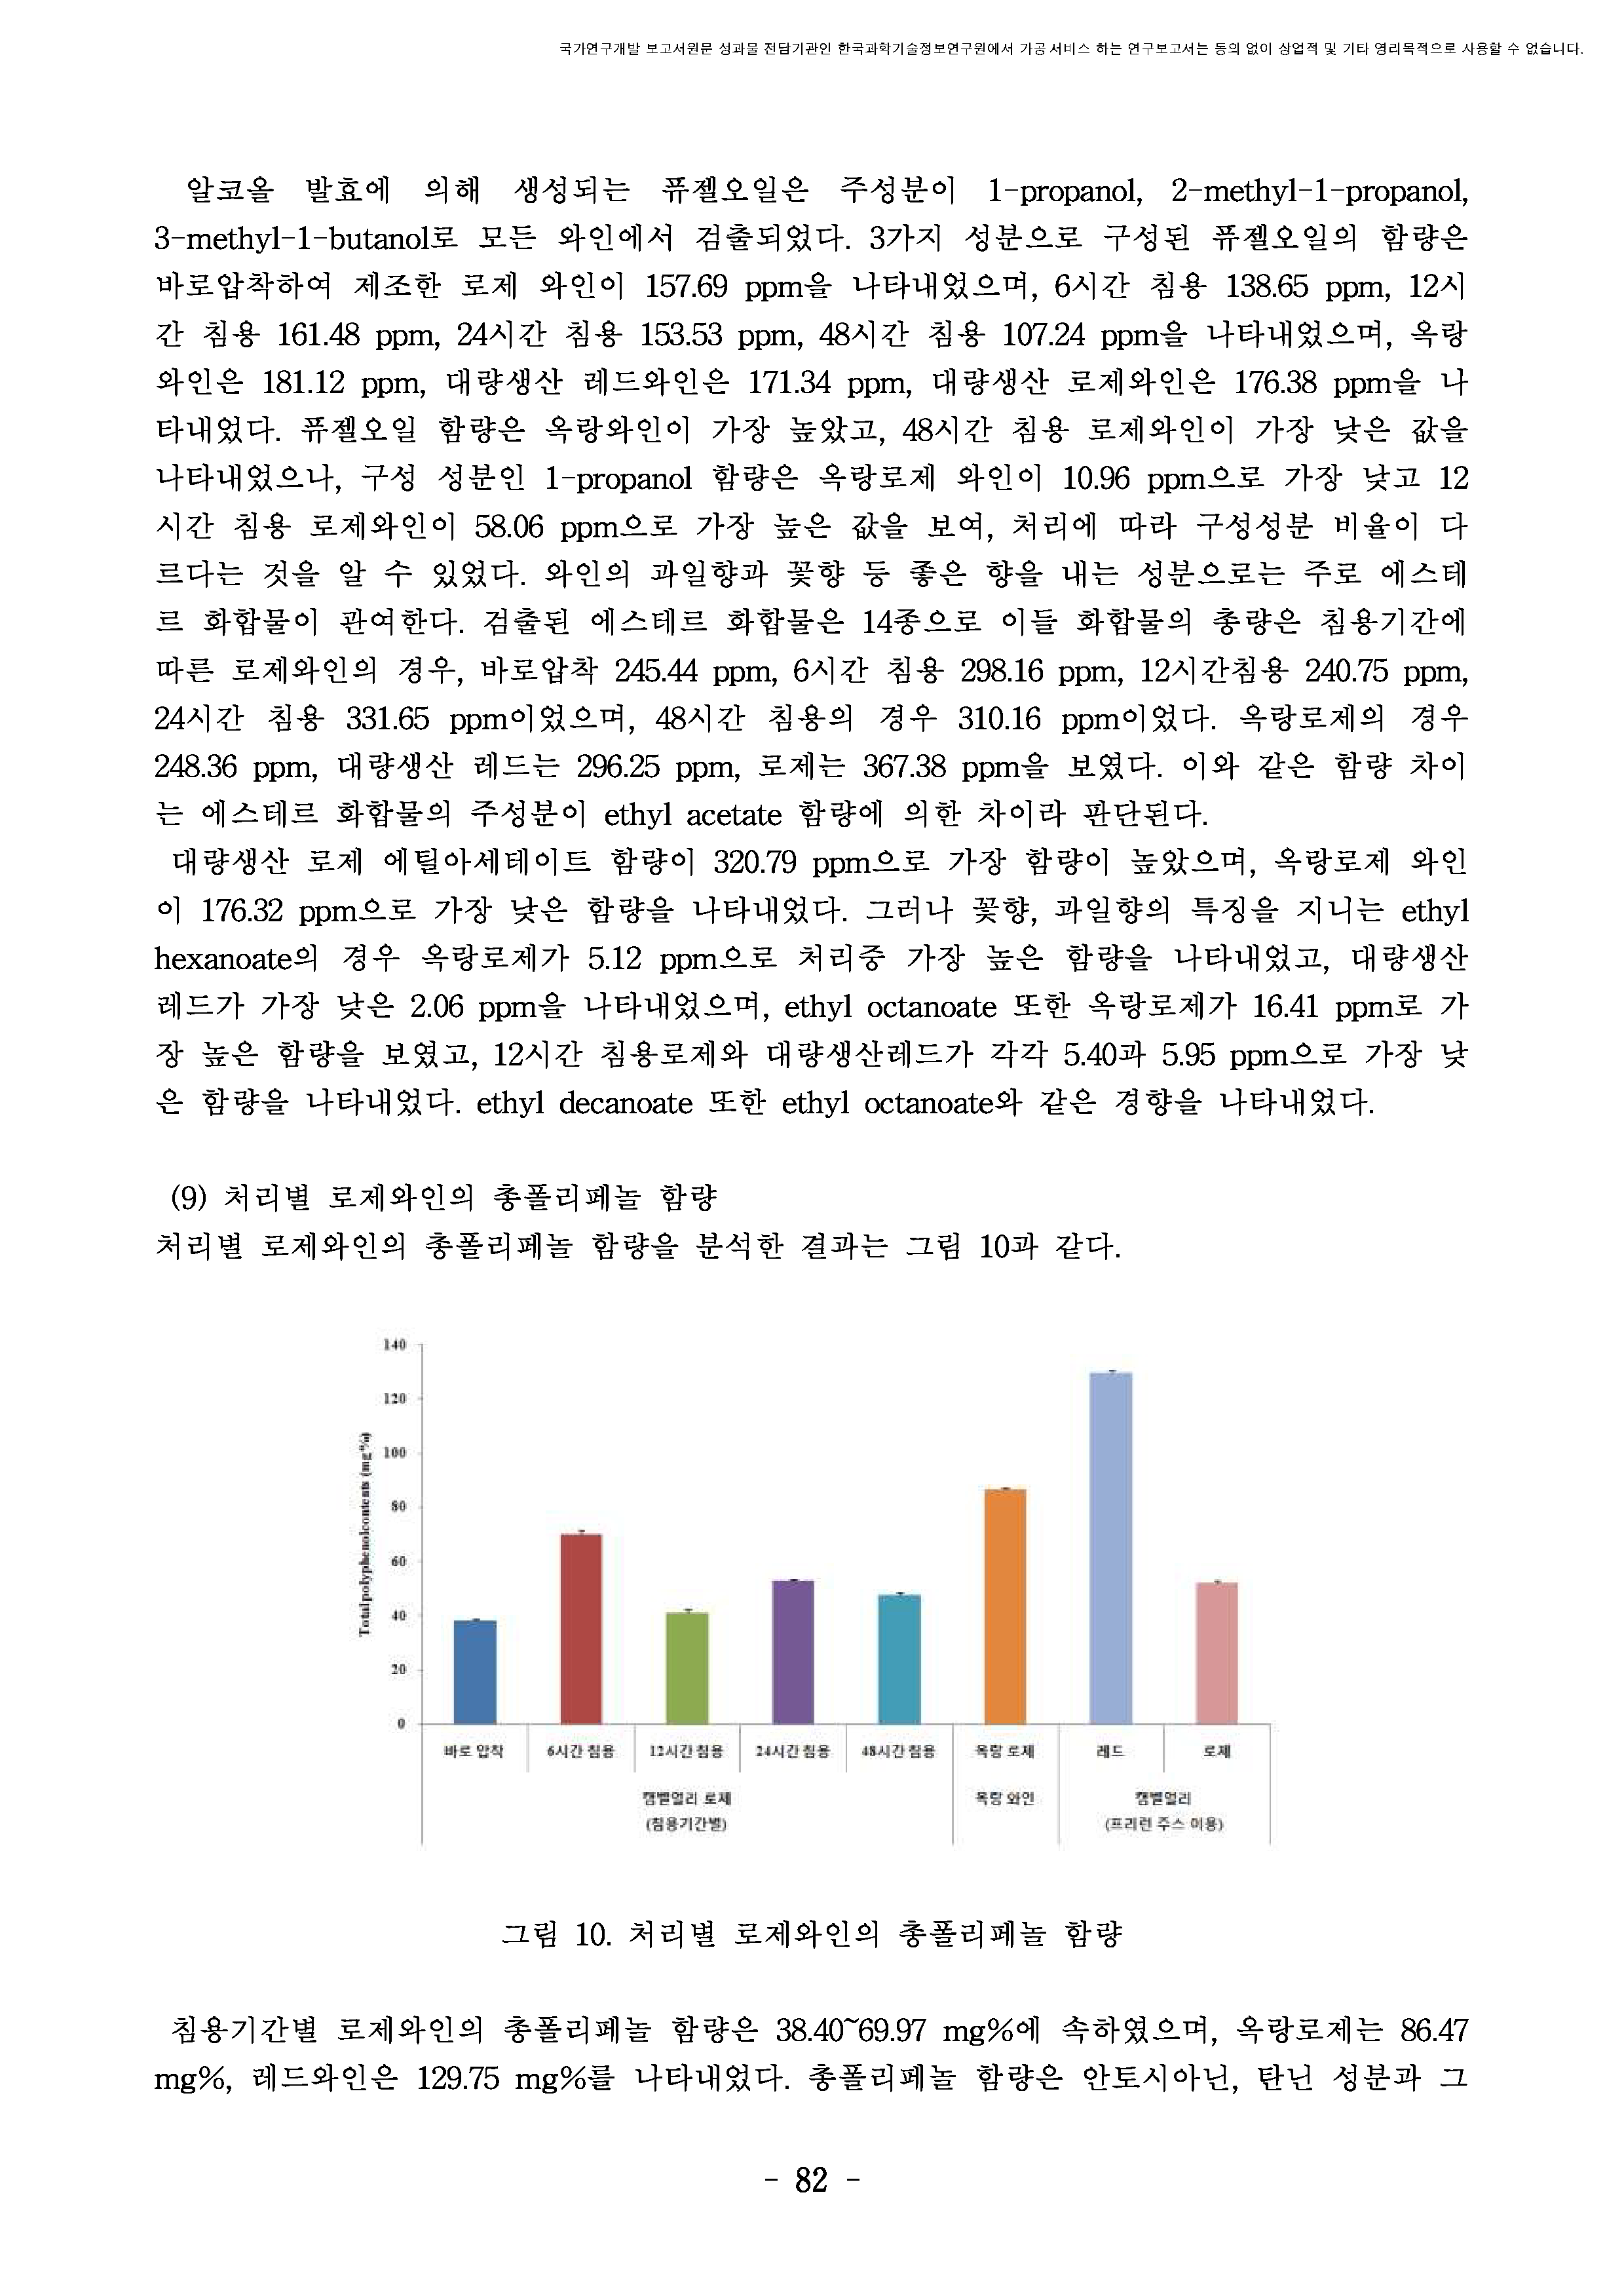 국가연구개발 보고서원문 성과물 전담기관인 한국과학기술정보연구원에서 가공·서비스 하는 연구보고서는 동의 없이 상업적 및 기타 영리목적으로 사용할 수 없습니다.
알코올 발효에 의해 생성되는 퓨젤오일은 주성분이 1-propanol, 2-methyl-1-propanol,
3-methyl-1-butanol로 모든 와인에서 검출되었다. 3가지 성분으로 구성된 퓨젤오일의 함량은
바로압착하여 제조한 로제 와인이 157.69 ppm을 나타내었으며, 6시간 침용 138.65 ppm, 12시
간 침용 161.48 ppm, 24시간 침용 153.53 ppm, 48시간 침용 107.24 ppm을 나타내었으며, 옥랑
와인은 181.12 ppm, 대량생산 레드와인은 171.34 ppm, 대량생산 로제와인은 176.38 ppm을 나
타내었다. 퓨젤오일 함량은 옥랑와인이 가장 높았고, 48시간 침용 로제와인이 가장 낮은 값을
나타내었으나, 구성 성분인 1-propanol 함량은 옥랑로제 와인이 10.96 ppm으로 가장 낮고 12
시간 침용 로제와인이 58.06 ppm으로 가장 높은 값을 보여, 처리에 따라 구성성분 비율이 다
르다는 것을 알 수 있었다. 와인의 과일향과 꽃향 등 좋은 향을 내는 성분으로는 주로 에스테
르 화합물이 관여한다. 검출된 에스테르 화합물은 14종으로 이들 화합물의 총량은 침용기간에
따른 로제와인의 경우, 바로압착 245.44 ppm, 6시간 침용 298.16 ppm, 12시간침용 240.75 ppm,
24시간 침용 331.65 ppm이었으며, 48시간 침용의 경우 310.16 ppm이었다. 옥랑로제의 경우
248.36 ppm, 대량생산 레드는 296.25 ppm, 로제는 367.38 ppm을 보였다. 이와 같은 함량 차이
는 에스테르 화합물의 주성분이 ethyl acetate 함량에 의한 차이라 판단된다.
대량생산 로제 에틸아세테이트 함량이 320.79 ppm으로 가장 함량이 높았으며, 옥랑로제 와인
이 176.32 ppm으로 가장 낮은 함량을 나타내었다. 그러나 꽃향, 과일향의 특징을 지니는 ethyl
hexanoate의 경우 옥랑로제가 5.12 ppm으로 처리중 가장 높은 함량을 나타내었고, 대량생산
레드가 가장 낮은 2.06 ppm을 나타내었으며, ethyl octanoate 또한 옥랑로제가 16.41 ppm로 가
장 높은 함량을 보였고, 12시간 침용로제와 대량생산레드가 각각 5.40과 5.95 ppm으로 가장 낮
은 함량을 나타내었다. ethyl decanoate 또한 ethyl octanoate와 같은 경향을 나타내었다.
(9) 처리별 로제와인의 총폴리페놀 함량
처리별 로제와인의 총폴리페놀 함량을 분석한 결과는 그림 10과 같다.
Totalpolyphenolcontents (mg%)
140
120
100
80
60
40
20
0
바로 압착 6시간 침용 12시간 침용 24시간 침용 48시간 침용 옥랑 로제 레드 로제
캠벨얼리 로제 옥랑 와인 캠벨얼리
(침용기간별) (프리런 주스 이용)
그림 10. 처리별 로제와인의 총폴리페놀 함량
침용기간별 로제와인의 총폴리페놀 함량은 38.40~69.97 mg%에 속하였으며, 옥랑로제는 86.47
mg%, 레드와인은 129.75 mg%를 나타내었다. 총폴리페놀 함량은 안토시아닌, 탄닌 성분과 그
- 82 -